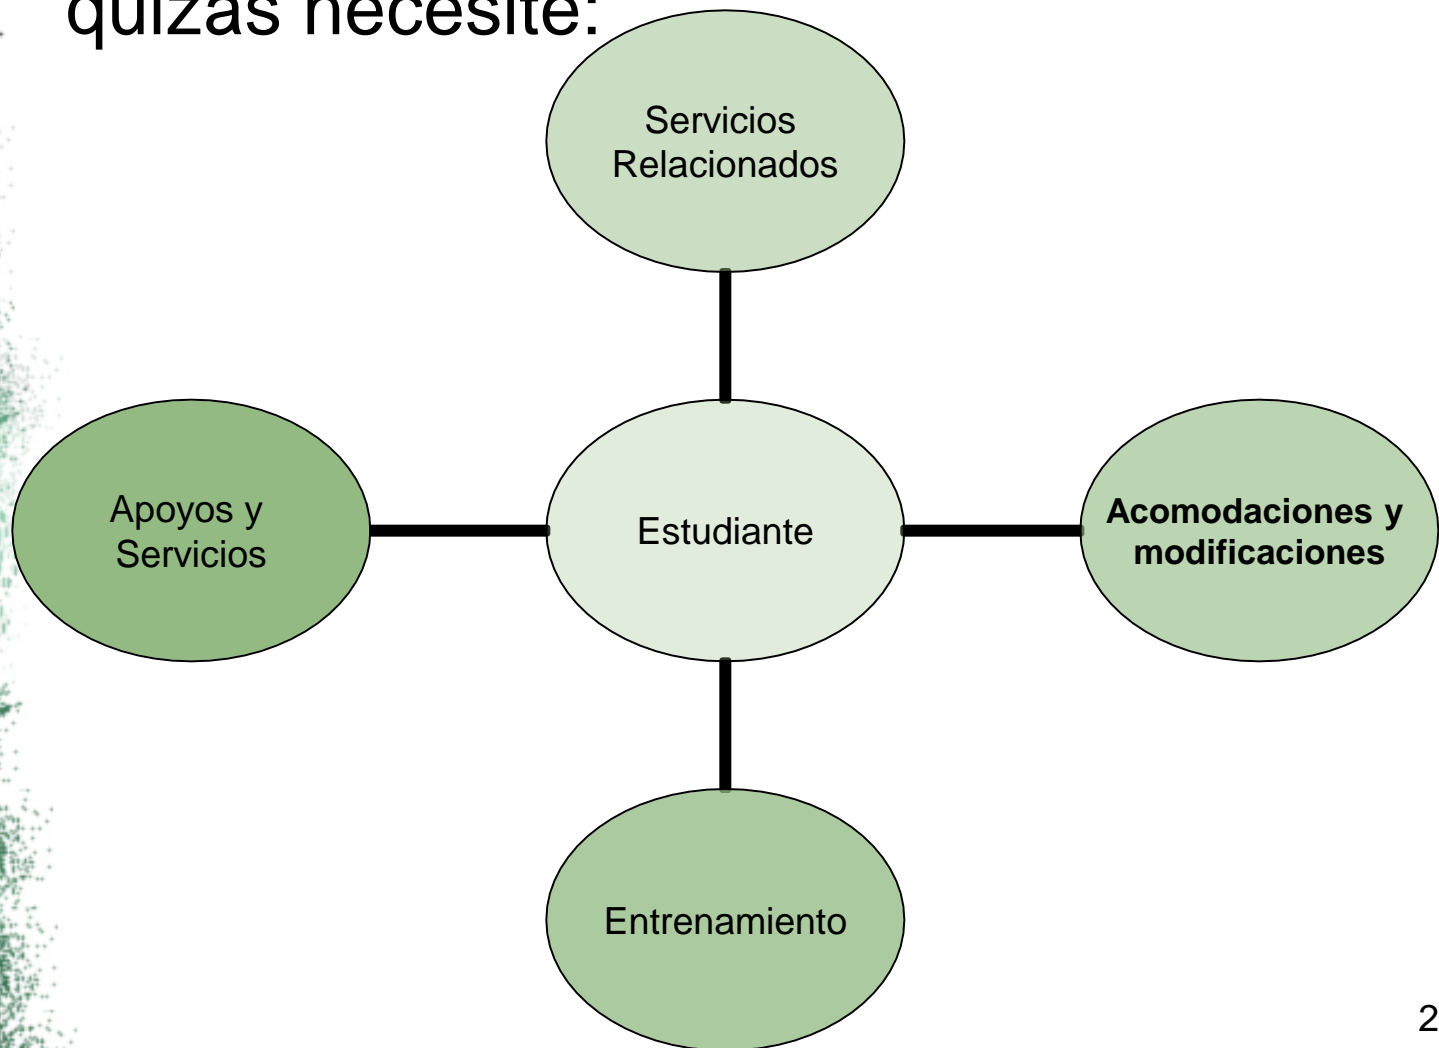 quizás necesite:
Servicios
Relacionados
Apoyos y
Servicios
Estudiante
Acomodaciones y
modificaciones
Entrenamiento
2